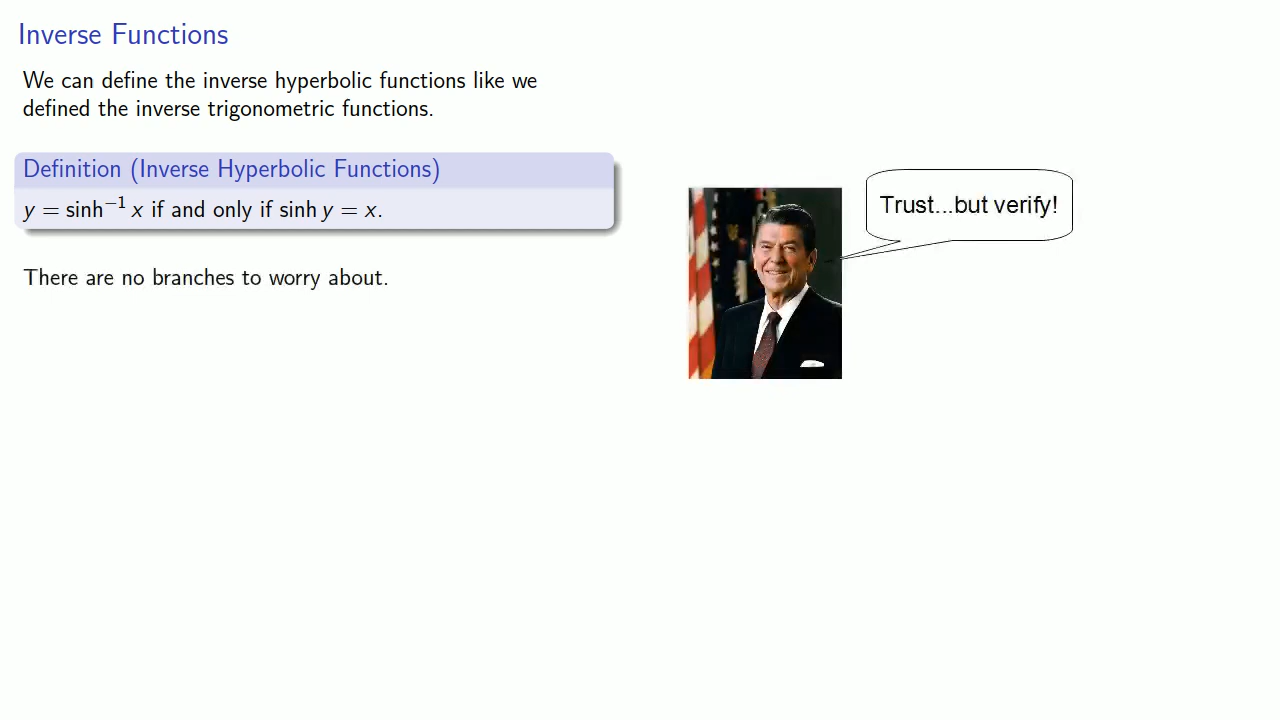 Inverse Functions
We can define the inverse hyperbolic functions like we
defined the inverse trigonometric functions.
Definition (Inverse Hyperbolic Functions)
y = sinh⁻¹ x if and only if sinh y = x.
Trust...but verify!
There are no branches to worry about.